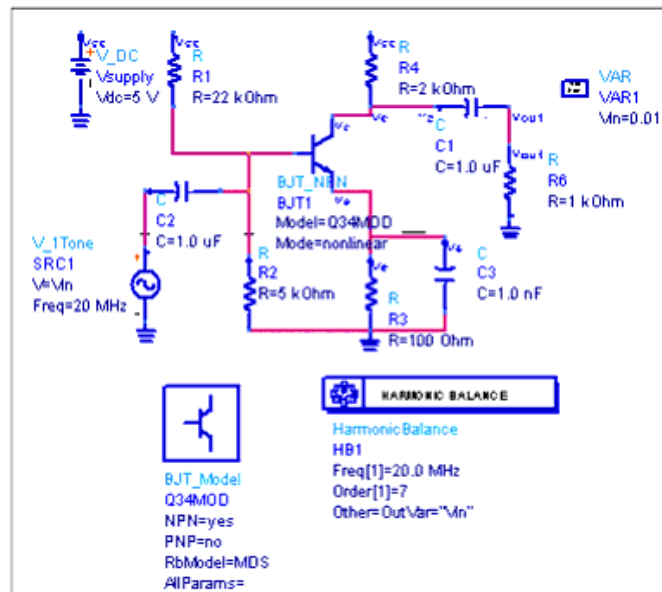 V_DC
Vsupply
Vdc=5 V
R
R1
R=22 kOhm
R
R4
R=2 kOhm
VAR
VAR1
Vin=0.01
C
C1
C=1.0 uF
Vout
Vout
R
R6
R=1 kOhm
BJT_NPN
BJT1
Model=Q34MOD
Mode=nonlinear
C
C2
C=1.0 uF
V_1Tone
SRC1
V=Vin
Freq=20 MHz
R
R2
R=5 kOhm
R
R3
R=100 Ohm
C
C3
C=1.0 nF
BJT_Model
Q34MOD
NPN=yes
PNP=no
RbModel=MDS
AllParams=
HARMONIC BALANCE
HarmonicBalance
HB1
Freq[1]=20.0 MHz
Order[1]=7
Other=OutVar="Vin"